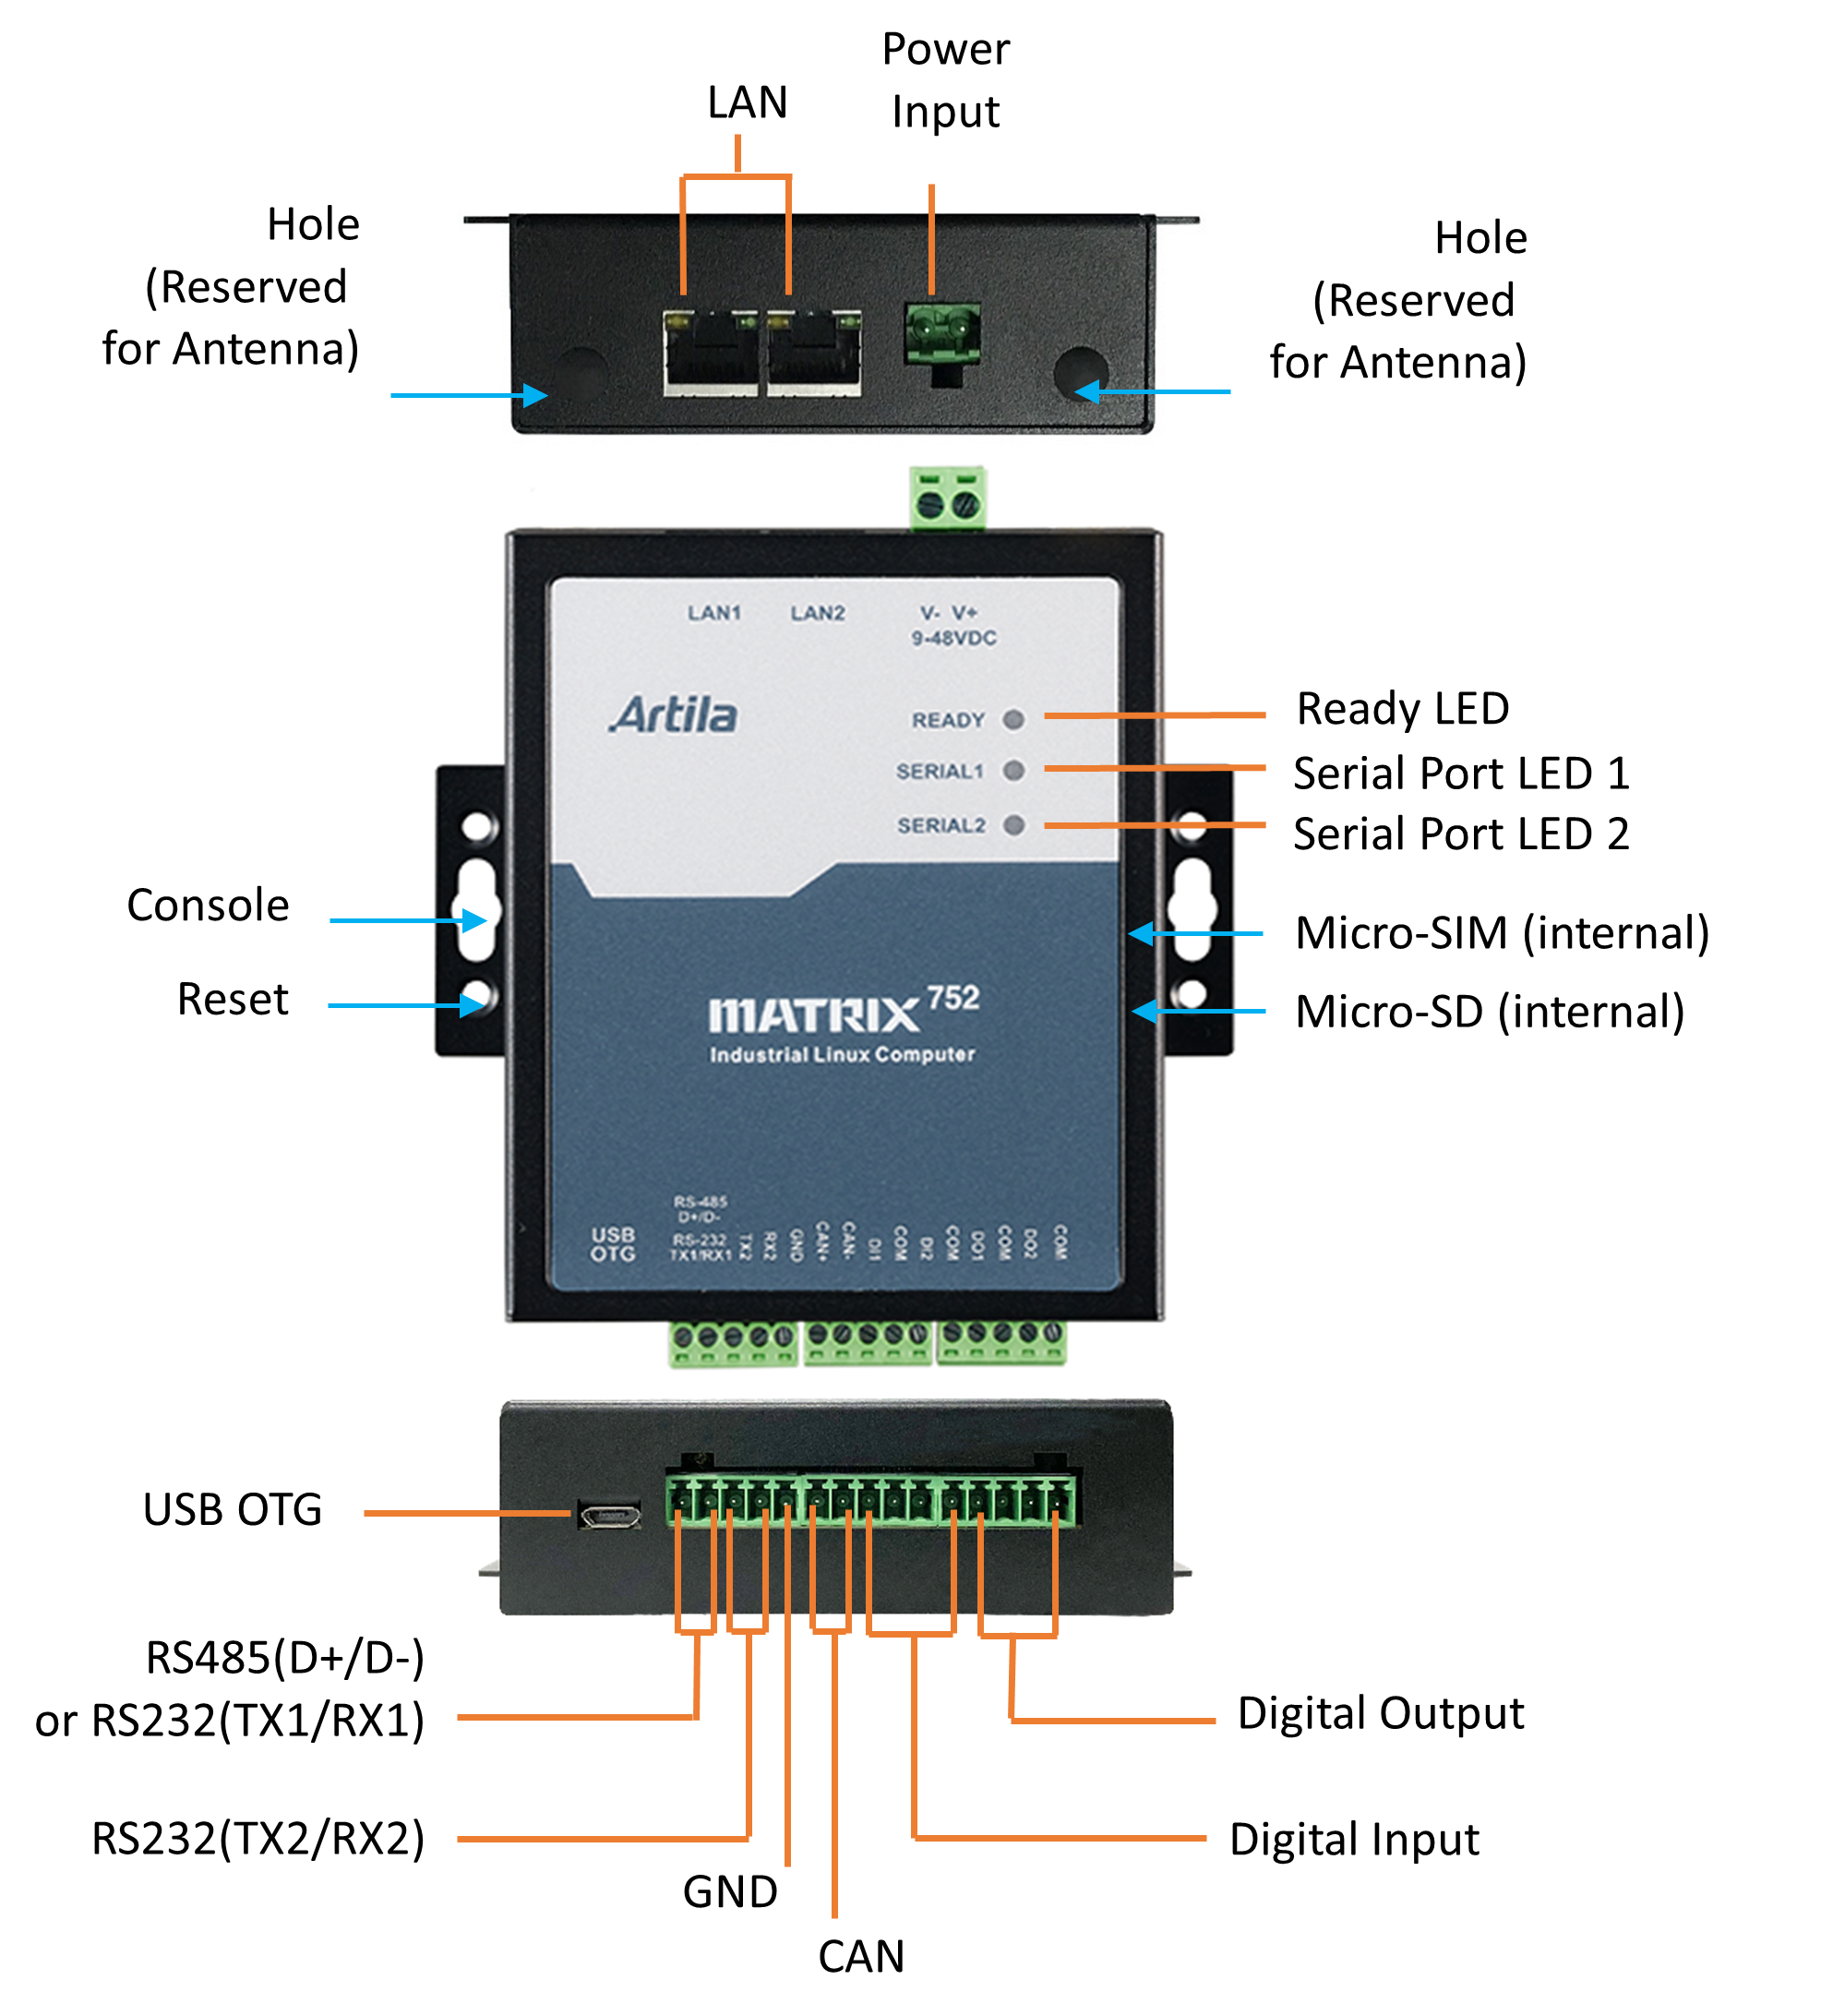 Power
Input
LAN
Hole
(Reserved
for Antenna)
Hole
(Reserved
for Antenna)
LAN1 LAN2 V- V+
9-48VDC
Artila
READY
SERIAL1
SERIAL2
Ready LED
Serial Port LED 1
Serial Port LED 2
Console
Reset
Micro-SIM (internal)
Micro-SD (internal)
MATRIX 752
Industrial Linux Computer
USB
OTG
RS-485
D+/D-
RS-232
TX1/RX1
TX2
RX2
GND
CAN+
CAN-
DI1
COM
DI2
COM
DO1
COM
DO2
COM
USB OTG
RS485(D+/D-)
or RS232(TX1/RX1)
RS232(TX2/RX2)
GND
CAN
Digital Output
Digital Input